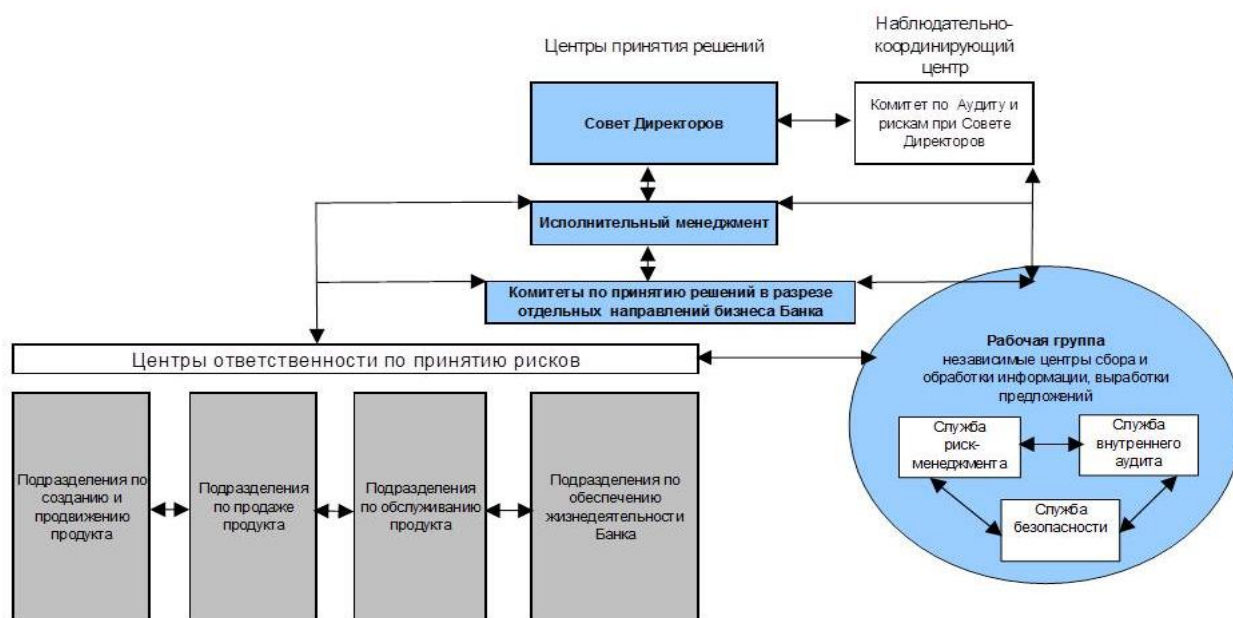 Центры принятия решений
Наблюдательно-
координирующий
центр
Совет Директоров
Комитет по Аудиту и
рискам при Совете
Директоров
Исполнительный менеджмент
Комитеты по принятию решений в разрезе
отдельных направлений бизнеса Банка
Центры ответственности по принятию рисков
Рабочая группа
независимые центры сбора и
обработки информации, выработки
предложений
Служба
риск-
менеджмента
Служба
внутреннего
аудита
Служба
безопасности
Подразделения по
созданию и
продвижению
продукта
Подразделения
по продаже
продукта
Подразделения
по обслуживанию
продукта
Подразделения по
обеспечению
жизнедеятельности
Банка